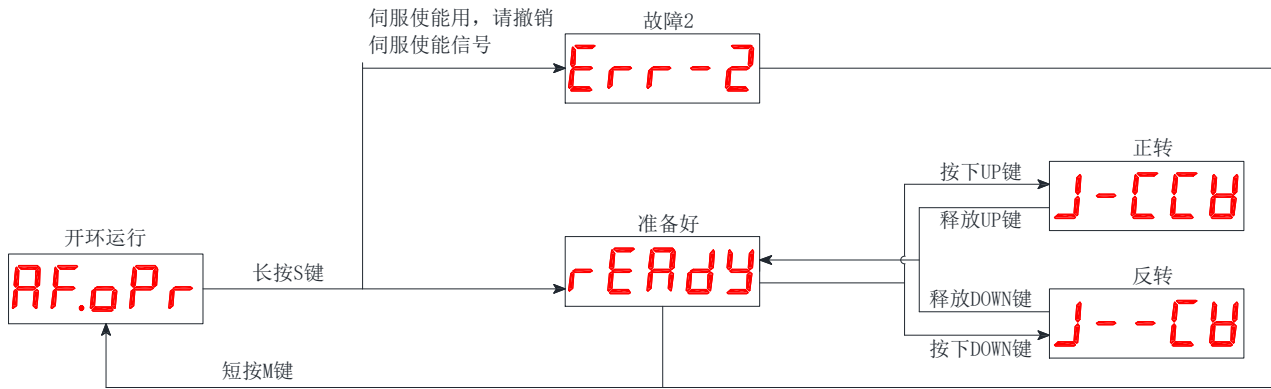 伺服使能用，请撤销
伺服使能信号
故障2
Err-2
正转
按下UP键
J-CCW
释放UP键
准备好
开环运行
长按S键
rEAdY
AF.oPr
反转
释放DOWN键
J--CW
按下DOWN键
短按M键